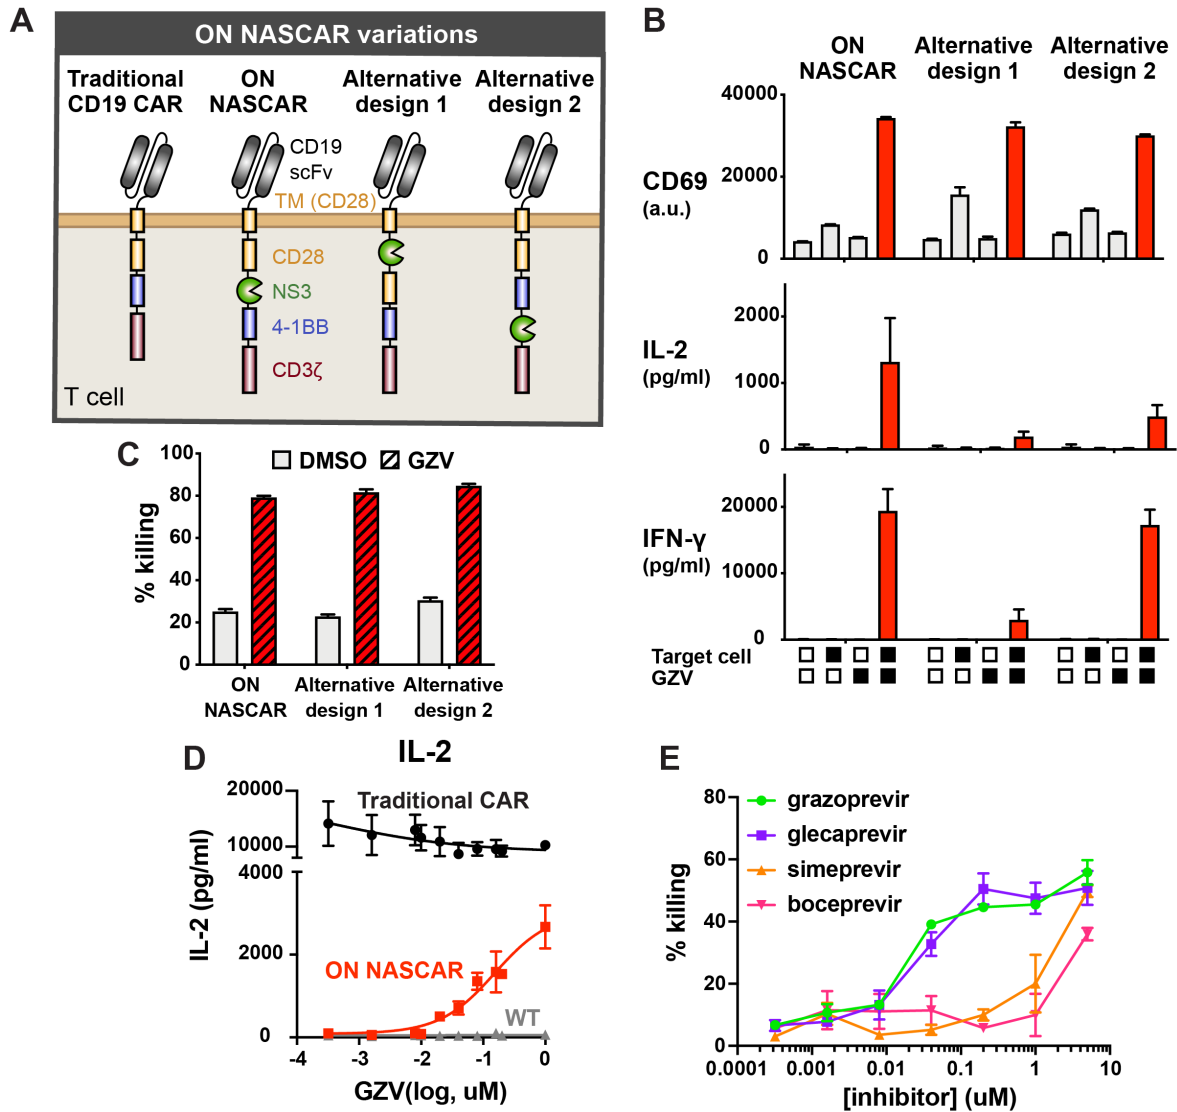 A
ON NASCAR variations
Traditional
CD19 CAR
ON
NASCAR
Alternative
design 1
Alternative
design 2
CD19
scFv
TM (CD28)
CD28
NS3
4-1BB
CD3ζ
T cell
B
ON
NASCAR
Alternative
design 1
Alternative
design 2
CD69
(a.u.)
40000
20000
0
IL-2
(pg/ml)
2000
1000
0
IFN-γ
(pg/ml)
20000
10000
0
Target cell
GZV
C
DMSO
GZV
% killing
100
80
60
40
20
0
ON
NASCAR
Alternative
design 1
Alternative
design 2
D
IL-2
Traditional CAR
ON NASCAR
WT
IL-2 (pg/ml)
20000
10000
4000
2000
0
-4
-3
-2
-1
0
GZV(log, uM)
E
grazoprevir
glecaprevir
simeprevir
boceprevir
% killing
80
60
40
20
0
0.0001
0.001
0.01
0.1
1
10
[inhibitor] (uM)